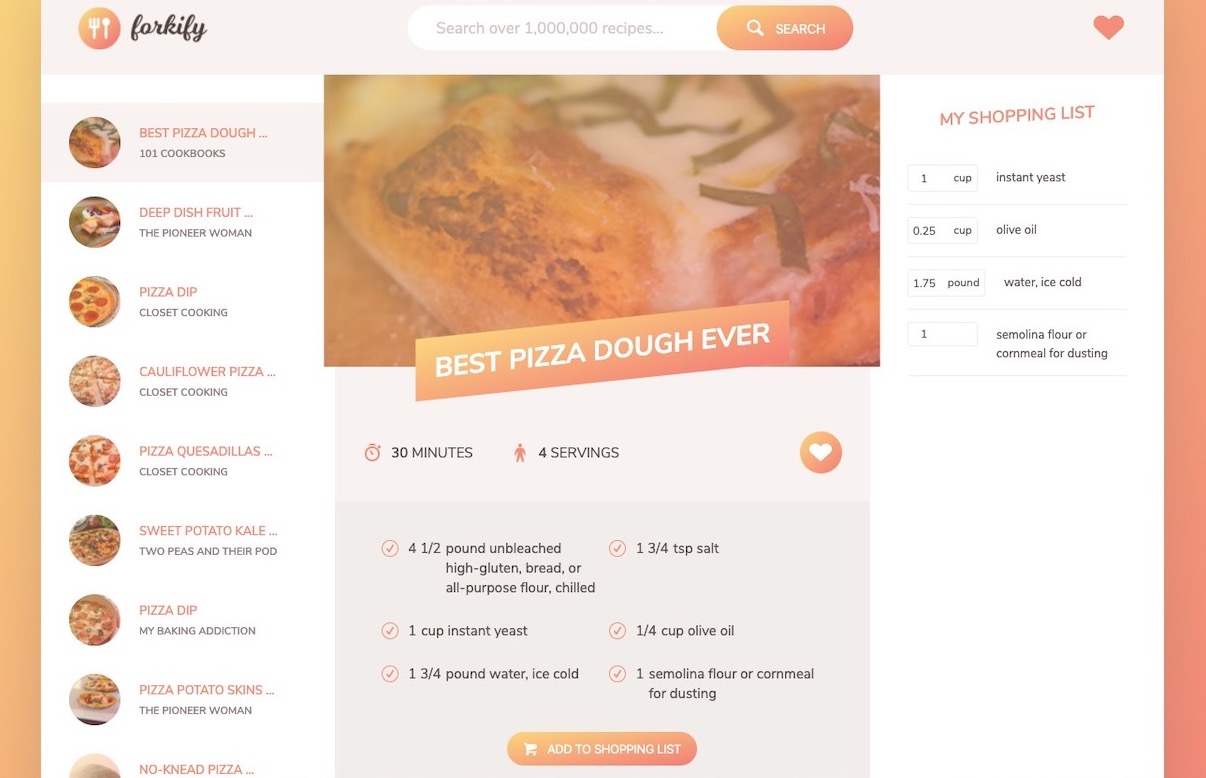 forkify
Search over 1,000,000 recipes...
SEARCH
BEST PIZZA DOUGH ...
101 COOKBOOKS
DEEP DISH FRUIT ...
THE PIONEER WOMAN
PIZZA DIP
CLOSET COOKING
CAULIFLOWER PIZZA ...
CLOSET COOKING
PIZZA QUESADILLAS ...
CLOSET COOKING
SWEET POTATO KALE ...
TWO PEAS AND THEIR POD
PIZZA DIP
MY BAKING ADDICTION
PIZZA POTATO SKINS ...
THE PIONEER WOMAN
NO-KNEAD PIZZA ...
BEST PIZZA DOUGH EVER
30 MINUTES
4 SERVINGS
4 1/2 pound unbleached
high-gluten, bread, or
all-purpose flour, chilled
1 3/4 tsp salt
1 cup instant yeast
1/4 cup olive oil
1 3/4 pound water, ice cold
1 semolina flour or cornmeal
for dusting
ADD TO SHOPPING LIST
MY SHOPPING LIST
1 cup instant yeast
0.25 cup olive oil
1.75 pound water, ice cold
1 semolina flour or
cornmeal for dusting